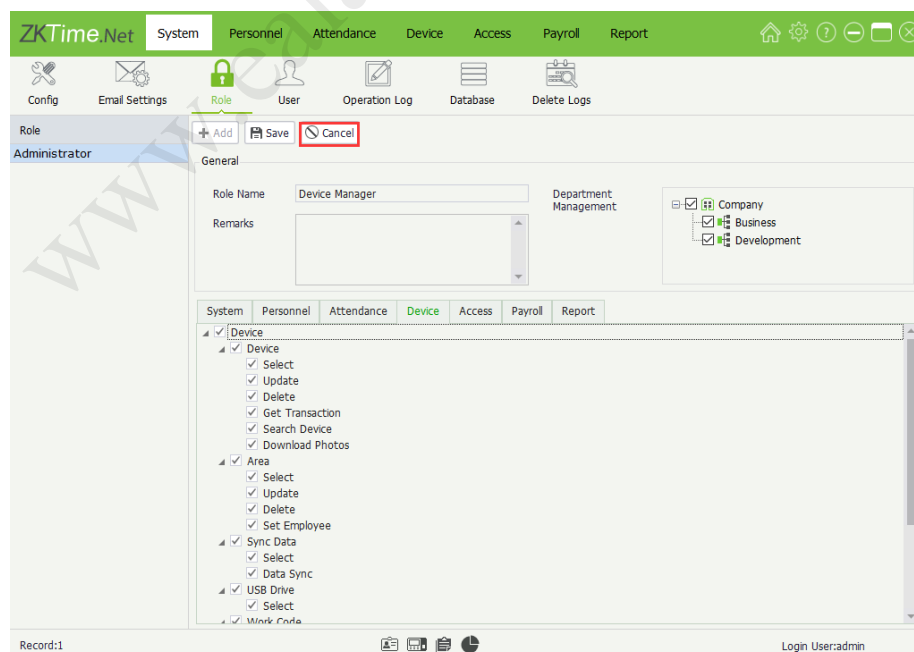 ZKTime.Net System Personnel Attendance Device Access Payroll Report
Config Email Settings Role User Operation Log Database Delete Logs
Role
Administrator
Add Save Cancel
General
Role Name Device Manager
Remarks
Department
Management
Company
Business
Development
System Personnel Attendance Device Access Payroll Report
Device
Device
Select
Update
Delete
Get Transaction
Search Device
Download Photos
Area
Select
Update
Delete
Set Employee
Sync Data
Select
Data Sync
USB Drive
Select
Work Code
Record:1
Login User:admin